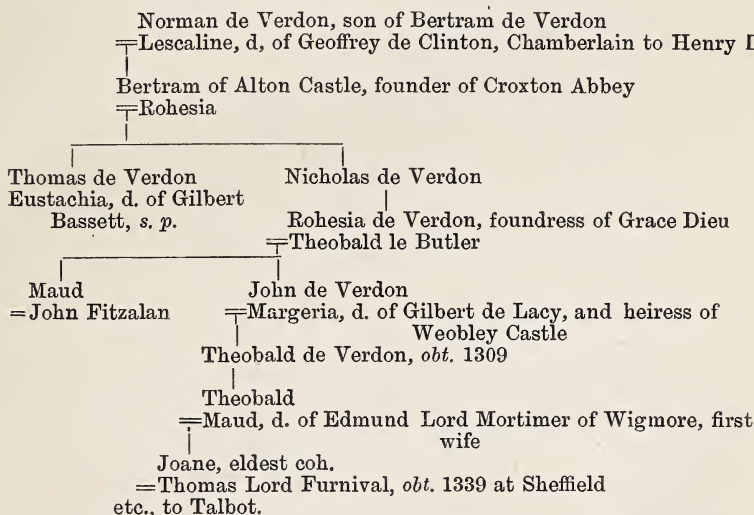 Norman de Verdon, son of Bertram de Verdon
=Lescaline, d, of Geoffrey de Clinton, Chamberlain to Henry
Bertram of Alton Castle, founder of Croxton Abbey
=Rohesia
Thomas de Verdon Nicholas de Verdon
Eustachia, d. of Gilbert
Bassett, s. p. Rohesia de Verdon, foundress of Grace Dieu
=Theobald le Butler
Maud John de Verdon
=John Fitzalan =Margeria, d. of Gilbert de Lacy, and heiress of
Weobley Castle
Theobald de Verdon, obt. 1309
Theobald
=Maud, d. of Edmund Lord Mortimer of Wigmore, first
wife
Joane, eldest coh.
=Thomas Lord Furnival, obt. 1339 at Sheffield
etc., to Talbot.